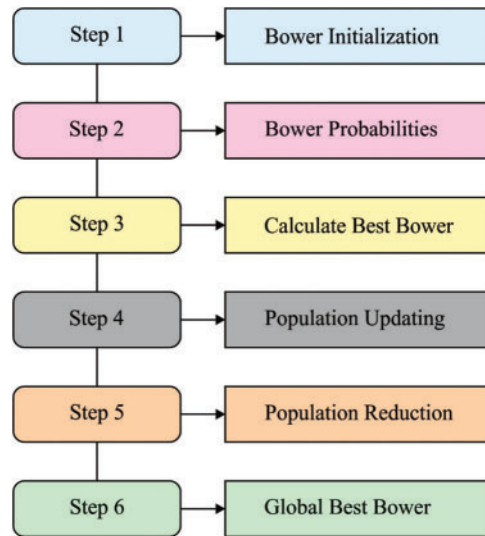 Step 1
Bower Initialization
Step 2
Bower Probabilities
Step 3
Calculate Best Bower
Step 4
Population Updating
Step 5
Population Reduction
Step 6
Global Best Bower